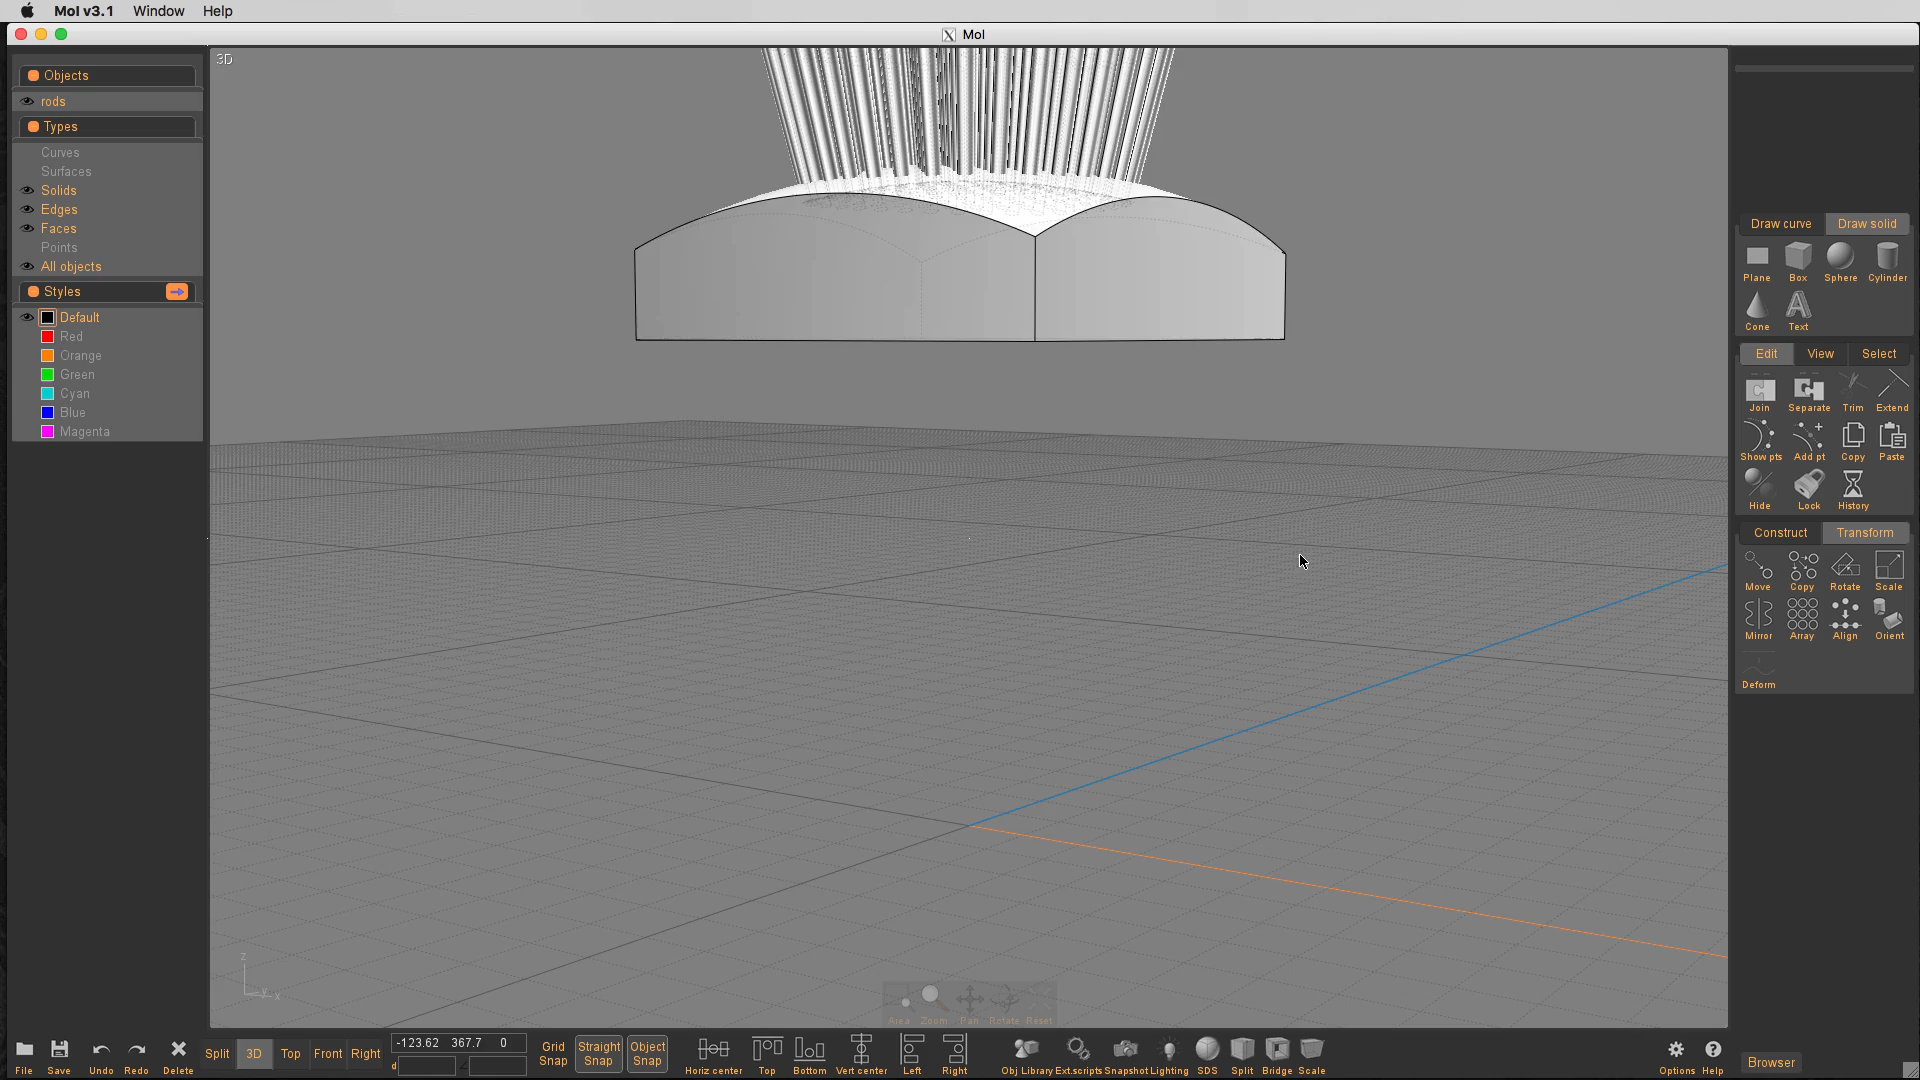 MoI v3.1 Window Help
MoI
3D
Objects
rods
Types
Curves
Surfaces
Solids
Edges
Faces
Points
All objects
Styles
Default
Red
Orange
Green
Cyan
Blue
Magenta
Draw curve Draw solid
Plane Box Sphere Cylinder
Cone Text
Edit View Select
Join Separate Trim Extend
Show pts Add pt Copy Paste
Hide Lock History
Construct Transform
Move Copy Rotate Scale
Mirror Array Align Orient
Deform
z
y x
Area Zoom Pan Rotate Reset
File Save Undo Redo Delete
Split 3D Top Front Right
-123.62 367.7 0
d
Grid Snap
Straight Snap
Object Snap
Horiz center Top Bottom Vert center Left Right
Obj Library Ext.scripts Snapshot Lighting SDS Split Bridge Scale
Options Help
Browser